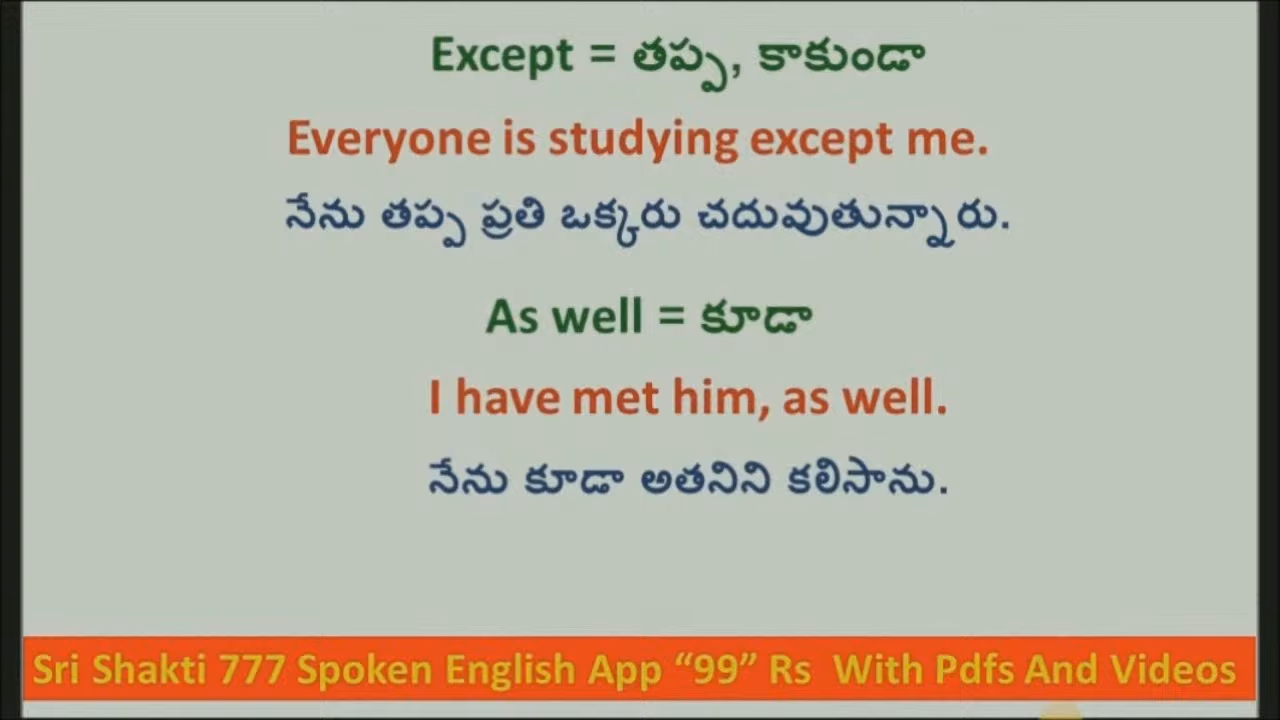 Except = తప్ప, కాకుండా
Everyone is studying except me.
నేను తప్ప ప్రతి ఒక్కరు చదువుతున్నారు.
As well = కూడా
I have met him, as well.
నేను కూడా అతనిని కలిసాను.
Sri Shakti 777 Spoken English App “99” Rs With Pdfs And Videos